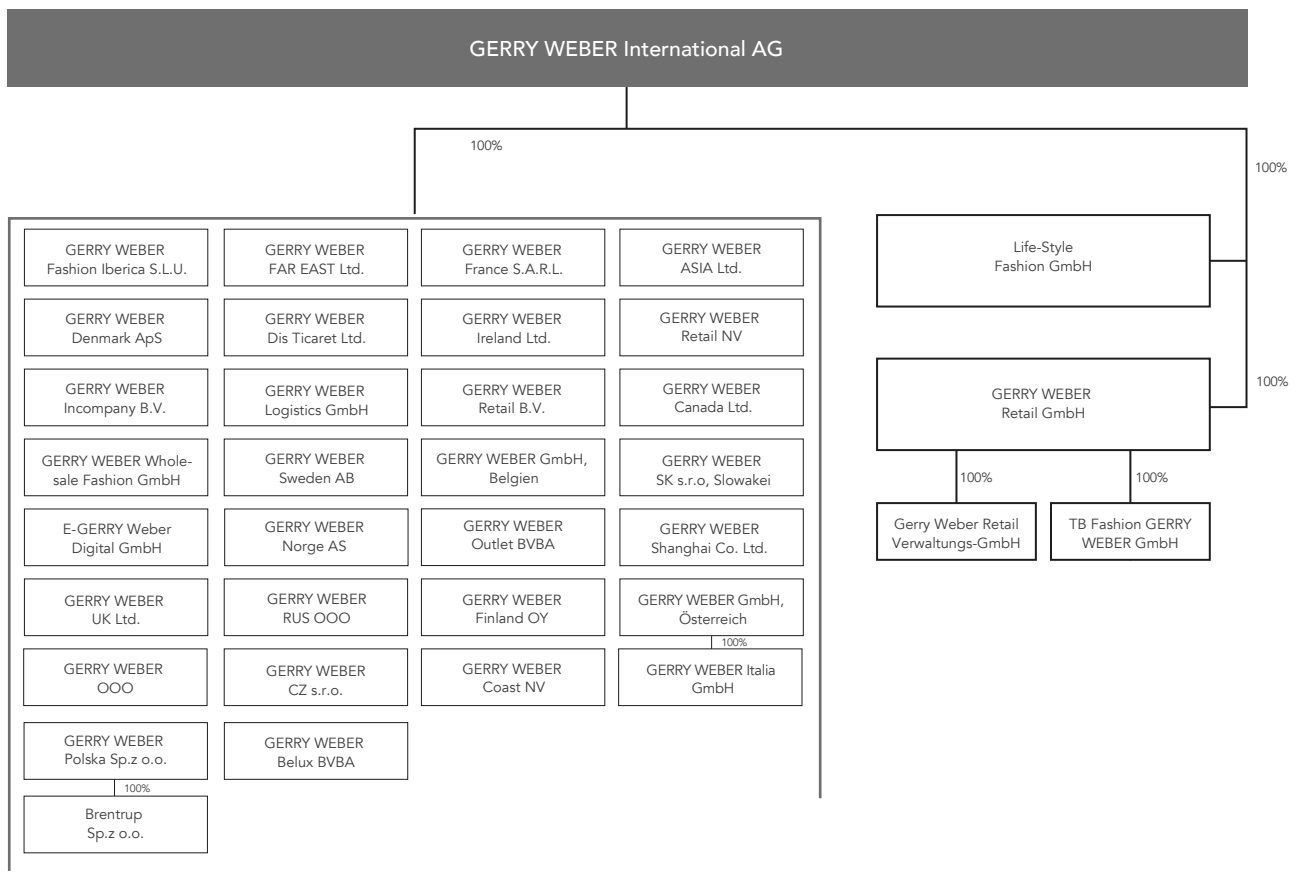 GERRY WEBER International AG
100%
100%
GERRY WEBER
Fashion Iberica S.L.U.
GERRY WEBER
FAR EAST Ltd.
GERRY WEBER
France S.A.R.L.
GERRY WEBER
ASIA Ltd.
Life-Style
Fashion GmbH
GERRY WEBER
Denmark ApS
GERRY WEBER
Dis Ticaret Ltd.
GERRY WEBER
Ireland Ltd.
GERRY WEBER
Retail NV
100%
GERRY WEBER
Incompany B.V.
GERRY WEBER
Logistics GmbH
GERRY WEBER
Retail B.V.
GERRY WEBER
Canada Ltd.
GERRY WEBER
Retail GmbH
GERRY WEBER Whole-
sale Fashion GmbH
GERRY WEBER
Sweden AB
GERRY WEBER GmbH,
Belgien
GERRY WEBER
SK s.r.o, Slowakei
100%
100%
E-GERRY Weber
Digital GmbH
GERRY WEBER
Norge AS
GERRY WEBER
Outlet BVBA
GERRY WEBER
Shanghai Co. Ltd.
Gerry Weber Retail
Verwaltungs-GmbH
TB Fashion GERRY
WEBER GmbH
GERRY WEBER
UK Ltd.
GERRY WEBER
RUS OOO
GERRY WEBER
Finland OY
GERRY WEBER GmbH,
Österreich
100%
GERRY WEBER
OOO
GERRY WEBER
CZ s.r.o.
GERRY WEBER
Coast NV
GERRY WEBER Italia
GmbH
GERRY WEBER
Polska Sp.z o.o.
GERRY WEBER
Belux BVBA
100%
Brentrup
Sp.z o.o.